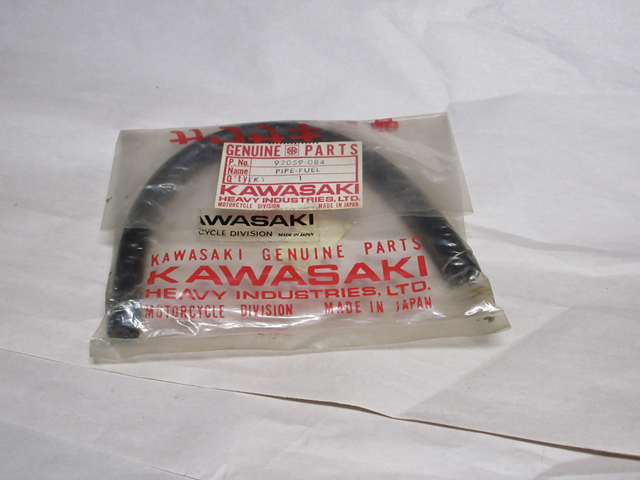 GENUINE PARTS
P. No. 92059-084
Name PIPE-FUEL
Q'ty(K) 1
KAWASAKI
HEAVY INDUSTRIES, LTD.
MOTORCYCLE DIVISION MADE IN JAPAN
AWASAKI
CYCLE DIVISION MADE IN JAPAN
KAWASAKI GENUINE PARTS
KAWASAKI
HEAVY INDUSTRIES, LTD.
MOTORCYCLE DIVISION MADE IN JAPAN